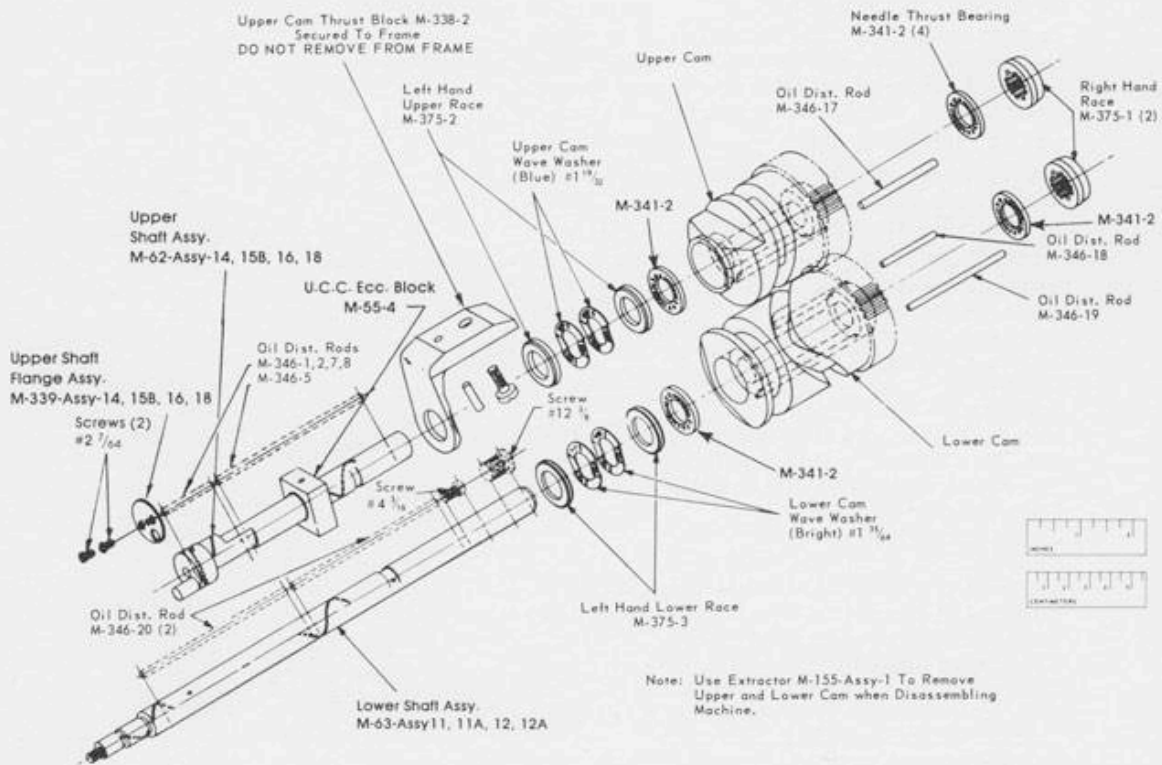 Upper Cam Thrust Block M-338-2
Secured To Frame
DO NOT REMOVE FROM FRAME
Needle Thrust Bearing
M-341-2 (4)
Upper Cam
Left Hand
Upper Race
M-375-2
Oil Dist. Rod
M-346-17
Right Hand
Race
M-375-1 (2)
Upper Cam
Wave Washer
(Blue) #1 19/32
M-341-2
Upper
Shaft Assy.
M-62-Assy-14, 15B, 16, 18
M-341-2
Oil Dist. Rod
M-346-18
U.C.C. Ecc. Block
M-55-4
Oil Dist. Rod
M-346-19
Upper Shaft
Flange Assy.
M-339-Assy-14, 15B, 16, 18
Oil Dist. Rods
M-346-1, 2, 7, 8
M-346-5
Screws (2)
#2 7/64
Screw
#12 3/8
Lower Cam
M-341-2
Screw
#4 3/16
Lower Cam
Wave Washer
(Bright) #1 35/64
INCHES
CENTIMETERS
Oil Dist. Rod
M-346-20 (2)
Left Hand Lower Race
M-375-3
Note: Use Extractor M-155-Assy-1 To Remove
Upper and Lower Cam when Disassembling
Machine.
Lower Shaft Assy.
M-63-Assy11, 11A, 12, 12A